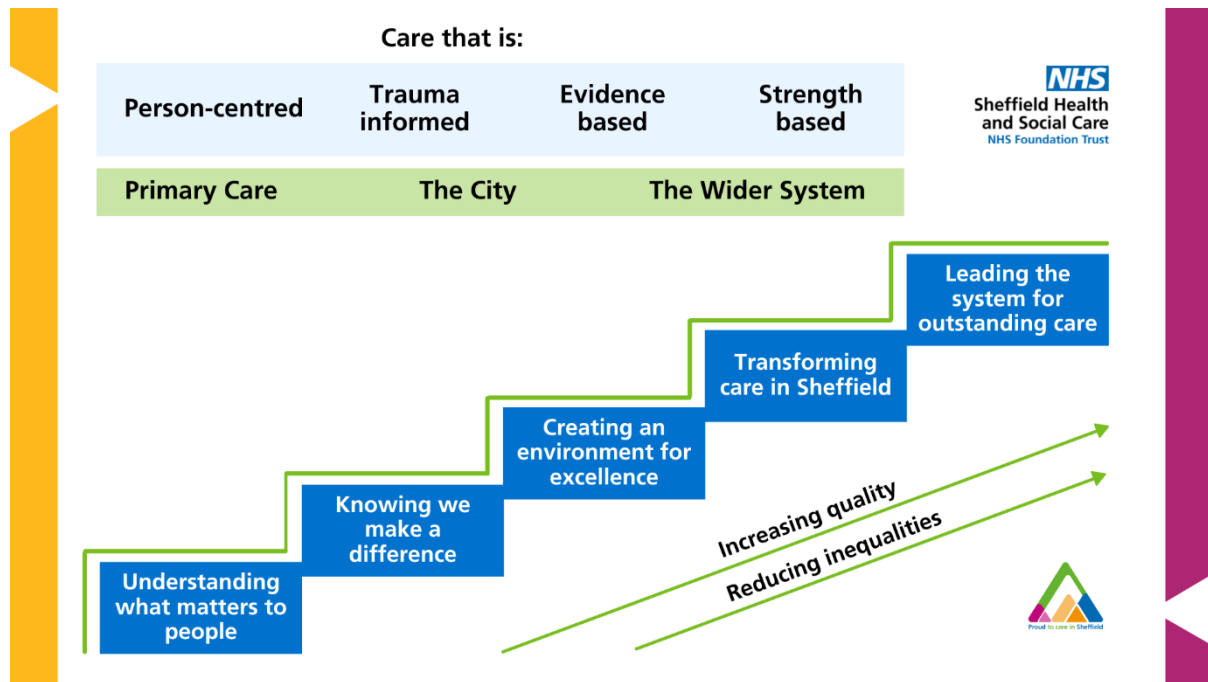 Care that is:
Person-centred
Trauma
informed
Evidence
based
Strength
based
NHS
Sheffield Health
and Social Care
NHS Foundation Trust
Primary Care
The City
The Wider System
Leading the
system for
outstanding care
Transforming
care in Sheffield
Creating an
environment for
excellence
Knowing we
make a
difference
Understanding
what matters to
people
Increasing quality
Reducing inequalities
Proud to care in Sheffield